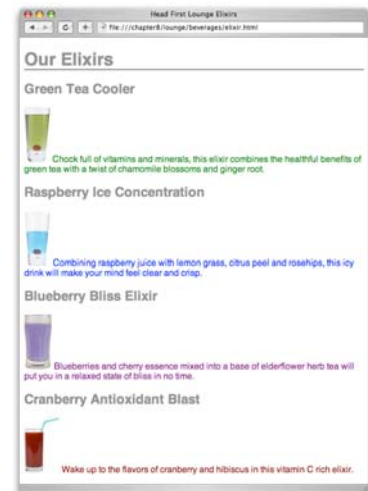 Head First Lounge Elixirs
file:///chapter8/lounge/beverages/elixir.html
Our Elixirs
Green Tea Cooler
Chock full of vitamins and minerals, this elixir combines the healthful benefits of
green tea with a twist of chamomile blossoms and ginger root.
Raspberry Ice Concentration
Combining raspberry juice with lemon grass, citrus peel and rosehips, this icy
drink will make your mind feel clear and crisp.
Blueberry Bliss Elixir
Blueberries and cherry essence mixed into a base of elderflower herb tea will
put you in a relaxed state of bliss in no time.
Cranberry Antioxidant Blast
Wake up to the flavors of cranberry and hibiscus in this vitamin C rich elixir.